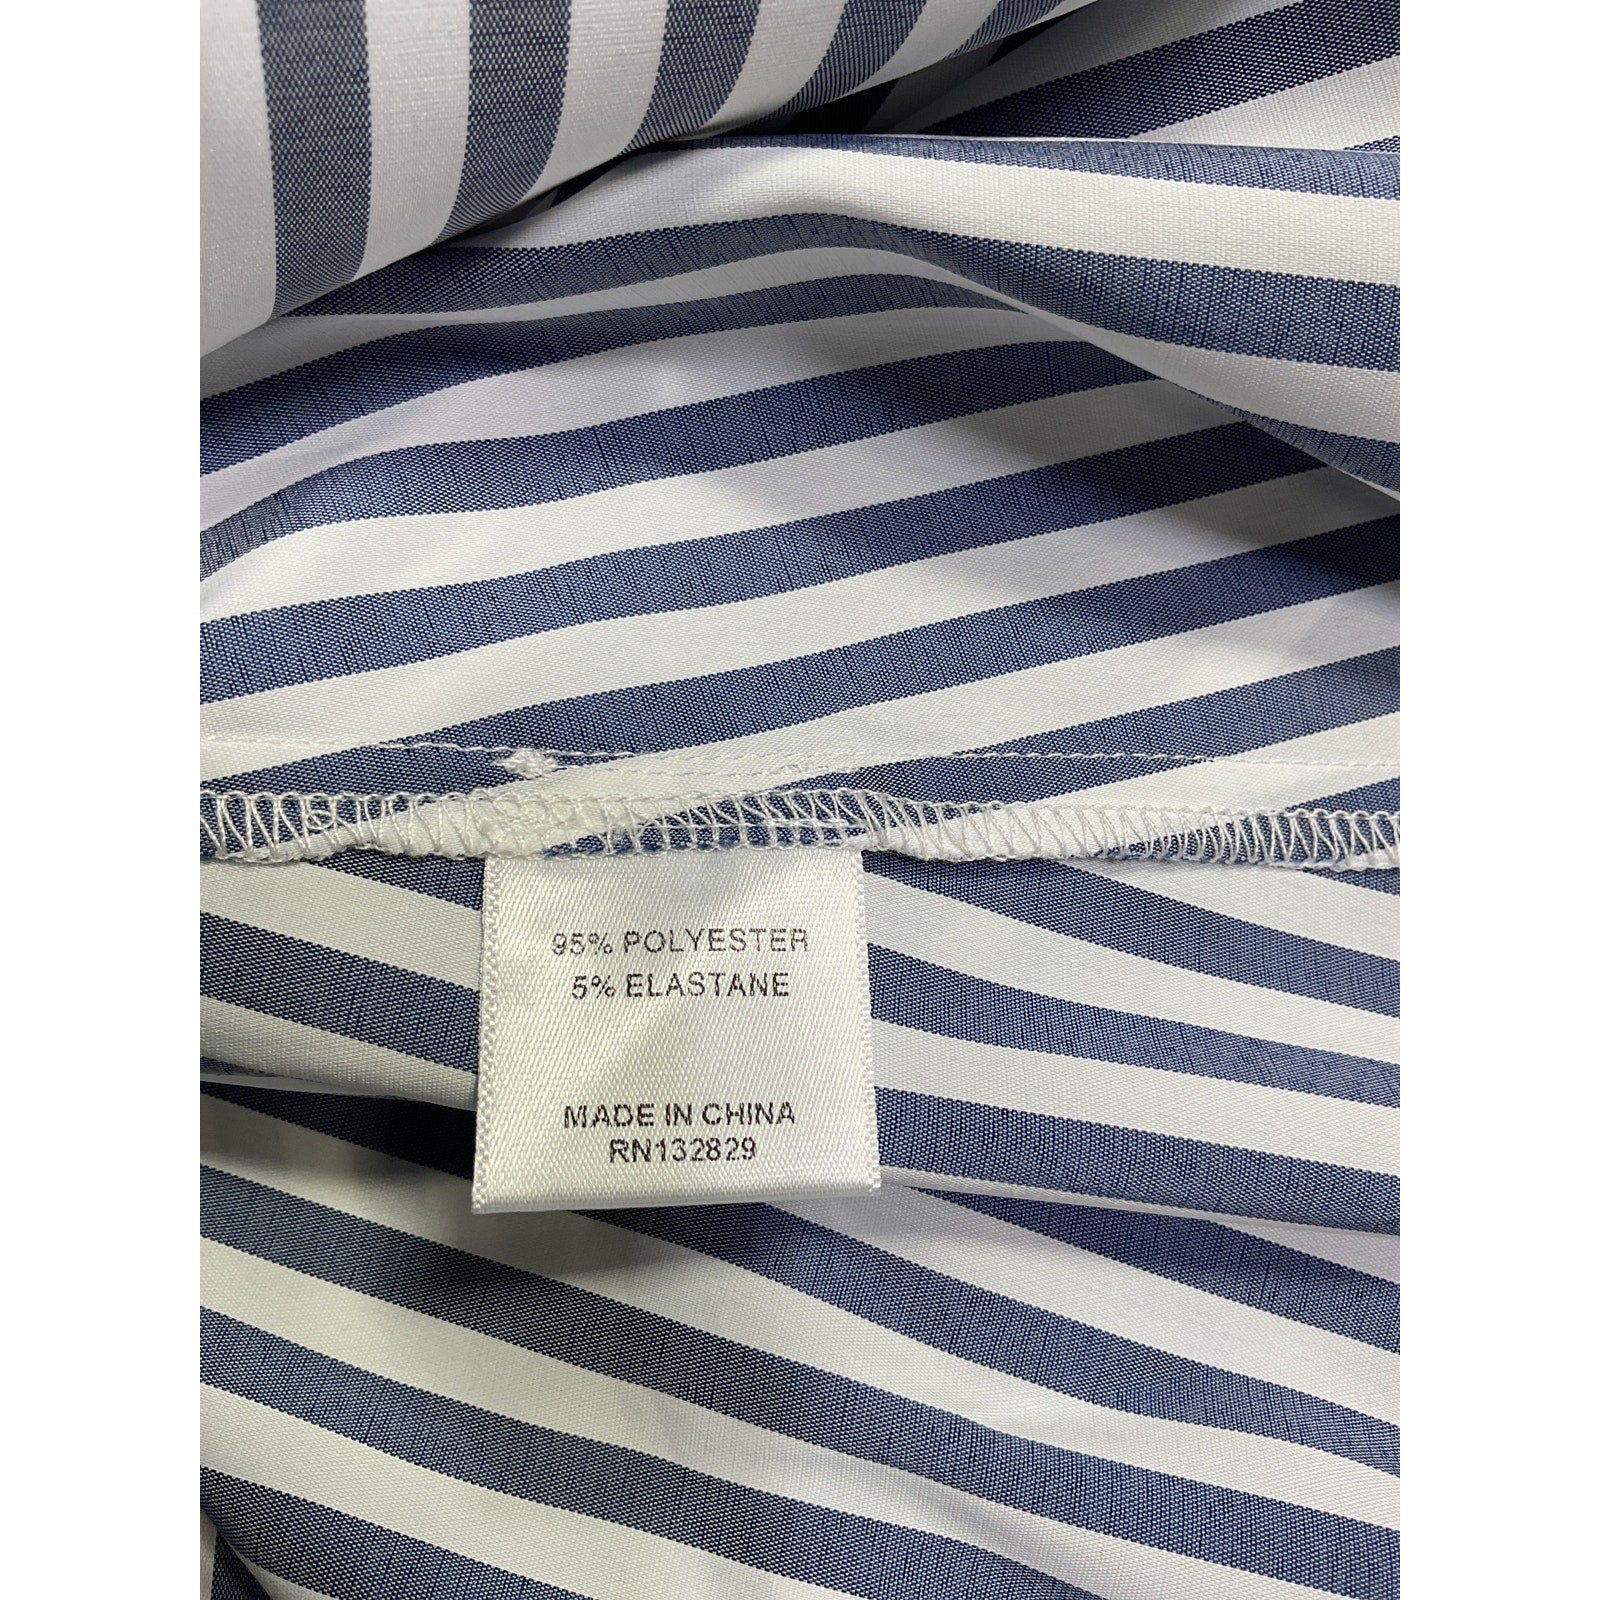 95% POLYESTER
5% ELASTANE
MADE IN CHINA
RN132829